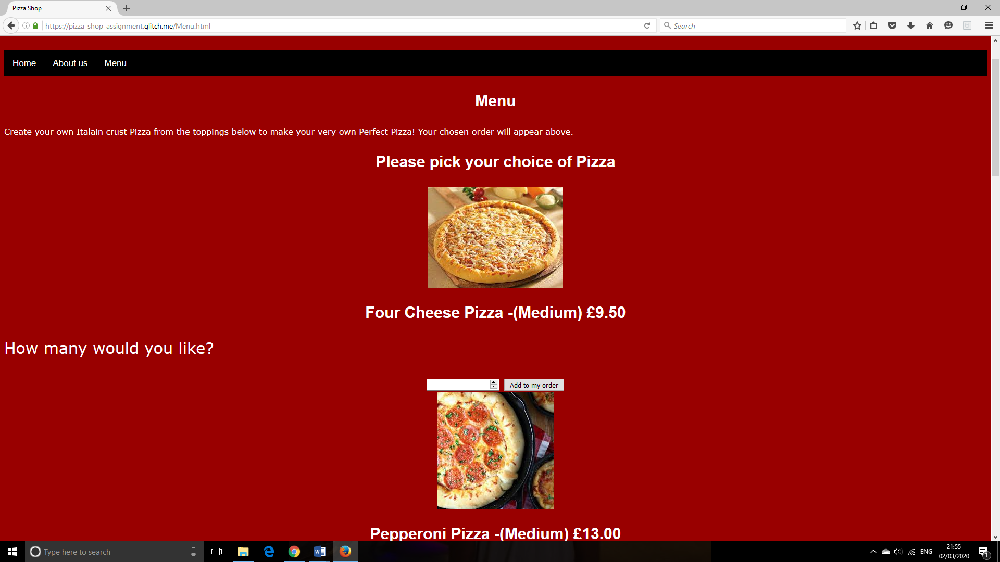 Pizza Shop
https://pizza-shop-assignment.glitch.me/Menu.html
Search
Home About us Menu
Menu
Create your own Italain crust Pizza from the toppings below to make your very own Perfect Pizza! Your chosen order will appear above.
Please pick your choice of Pizza
Four Cheese Pizza -(Medium) £9.50
How many would you like?
Add to my order
Pepperoni Pizza -(Medium) £13.00
Type here to search
ENG
21:55
02/03/2020
1